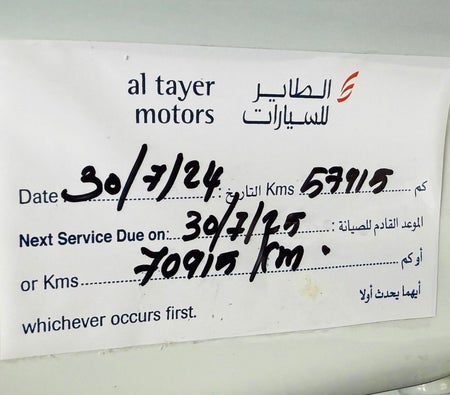 al tayer الطاير
motors للسيارات
Date 30/7/24 التاريخ: Kms 57915 كم
Next Service Due on: 30/7/25 الموعد القادم للصيانة:
or Kms 70915 km. أو كم
whichever occurs first. أيهما يحدث أولا